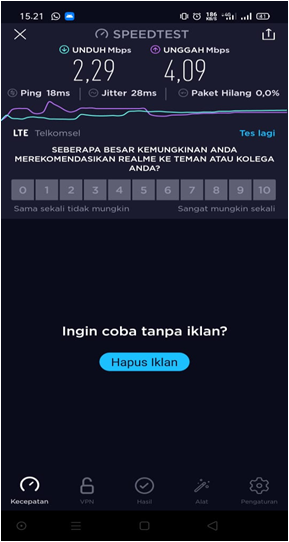 15.21
186
4G
41
SPEEDTEST
UNDUH Mbps UNGGAH Mbps
2,29 4,09
Ping 18ms Jitter 28ms Paket Hilang 0,0%
LTE Telkomsel Tes lagi
SEBERAPA BESAR KEMUNGKINAN ANDA
MEREKOMENDASIKAN REALME KE TEMAN ATAU KOLEGA
ANDA?
0 1 2 3 4 5 6 7 8 9 10
Sama sekali tidak mungkin Sangat mungkin sekali
Ingin coba tanpa iklan?
Hapus Iklan
Kecepatan VPN Hasil Alat Pengaturan